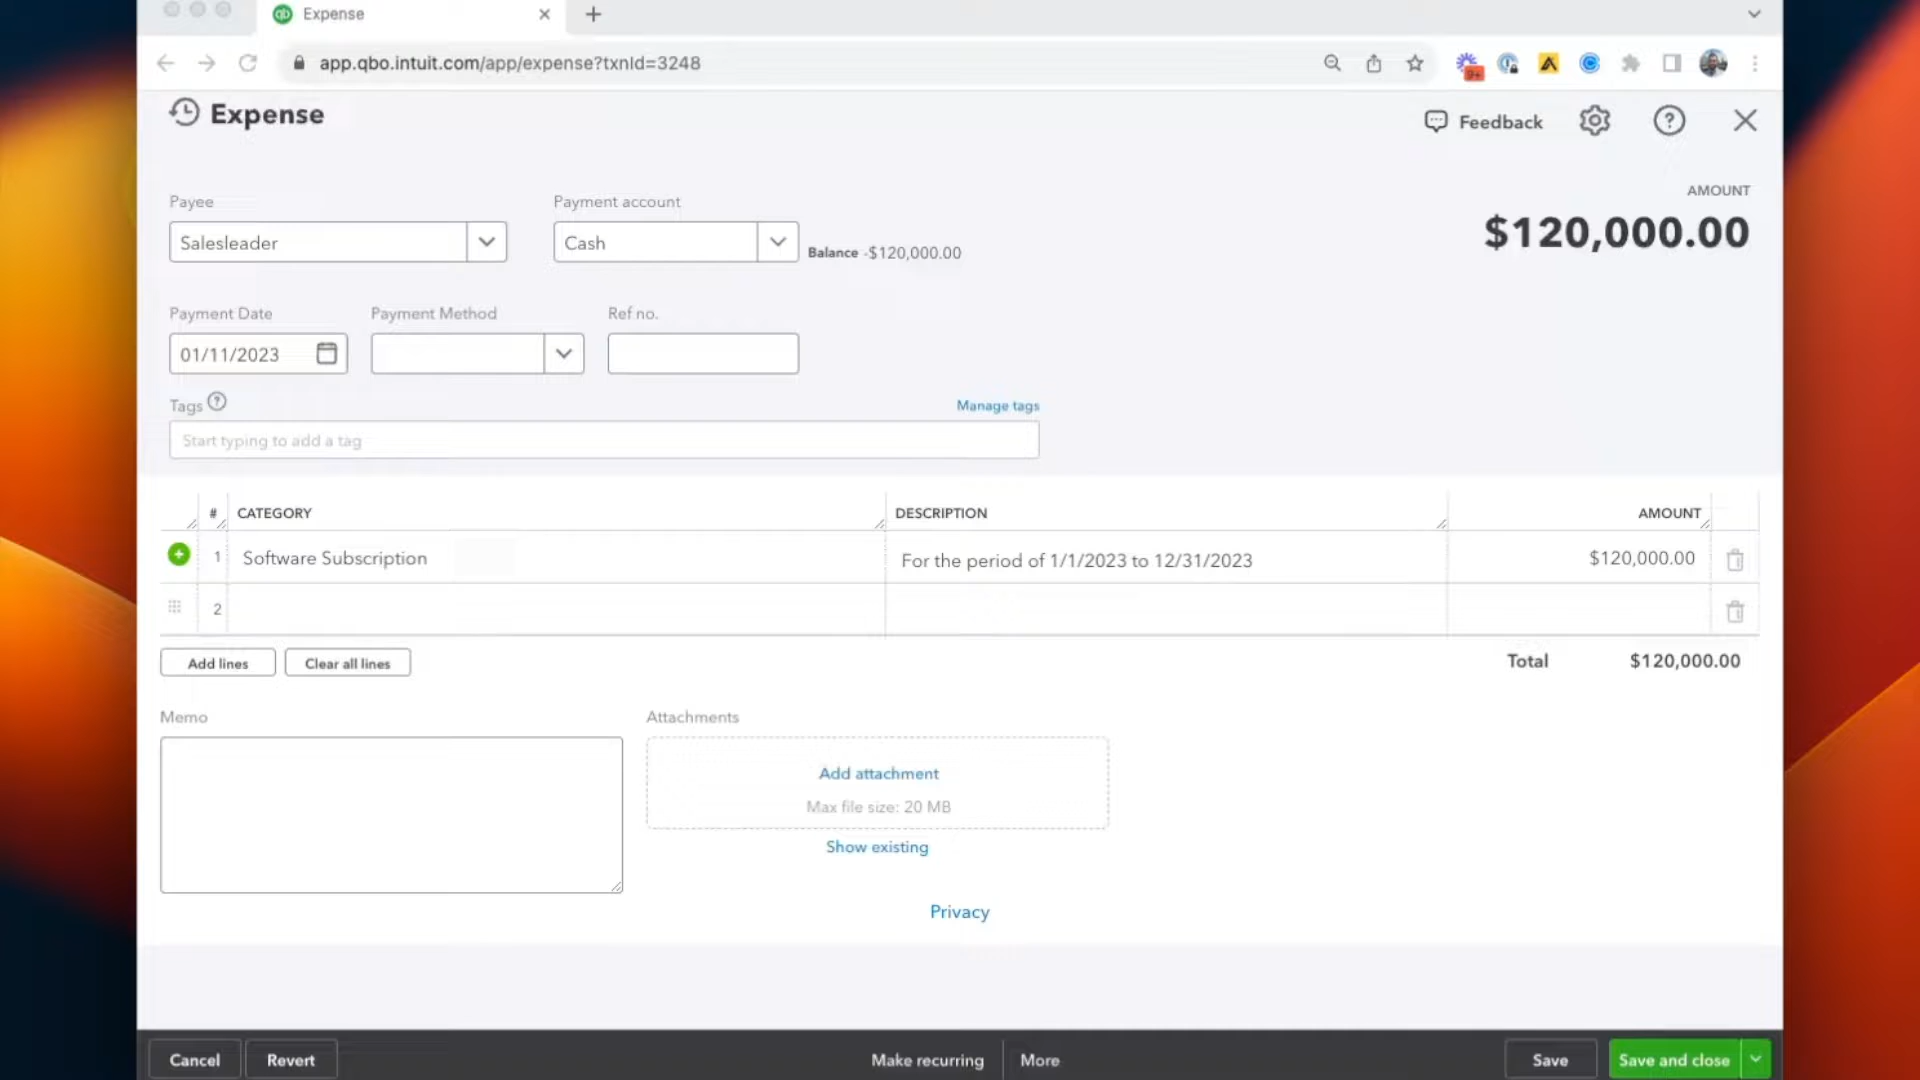 Expense
app.qbo.intuit.com/app/expense?txnId=3248
9+
Expense
Feedback
AMOUNT
$120,000.00
Payee
Payment account
Salesleader
Cash
Balance -$120,000.00
Payment Date
Payment Method
Ref no.
01/11/2023
Tags
Manage tags
Start typing to add a tag
# CATEGORY DESCRIPTION AMOUNT
1 Software Subscription For the period of 1/1/2023 to 12/31/2023 $120,000.00
2
Add lines
Clear all lines
Total $120,000.00
Memo
Attachments
Add attachment
Max file size: 20 MB
Show existing
Privacy
Cancel
Revert
Make recurring
More
Save
Save and close